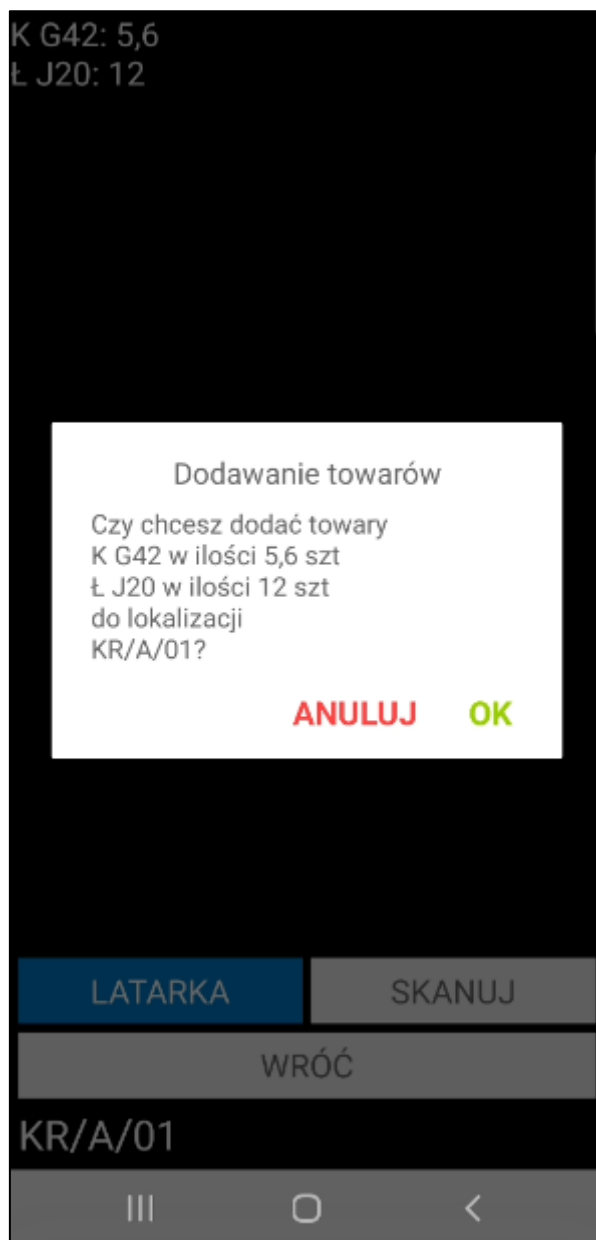 K G42: 5,6
Ł J20: 12
Dodawanie towarów
Czy chcesz dodać towary
K G42 w ilości 5,6 szt
Ł J20 w ilości 12 szt
do lokalizacji
KR/A/01?
ANULUJ OK
LATARKA SKANUJ
WRÓĆ
KR/A/01